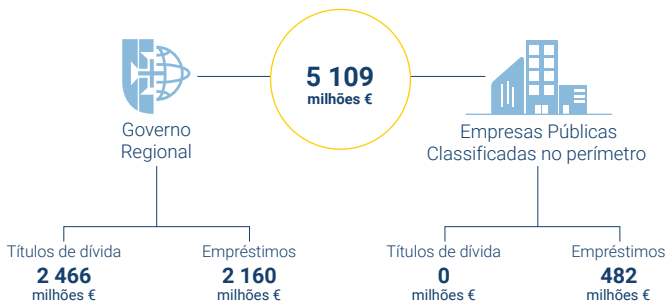 5 109
milhões €
Governo
Regional
Empresas Públicas
Classificadas no perímetro
Títulos de dívida
2 466
milhões €
Empréstimos
2 160
milhões €
Títulos de dívida
0
milhões €
Empréstimos
482
milhões €